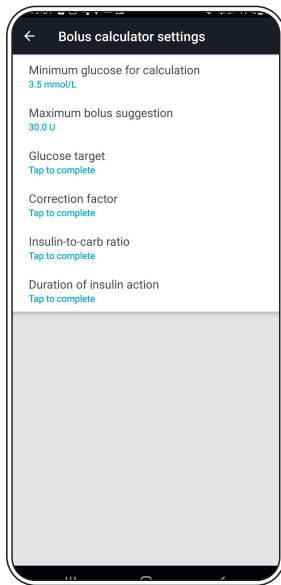 Bolus calculator settings
Minimum glucose for calculation
3.5 mmol/L
Maximum bolus suggestion
30.0 U
Glucose target
Tap to complete
Correction factor
Tap to complete
Insulin-to-carb ratio
Tap to complete
Duration of insulin action
Tap to complete